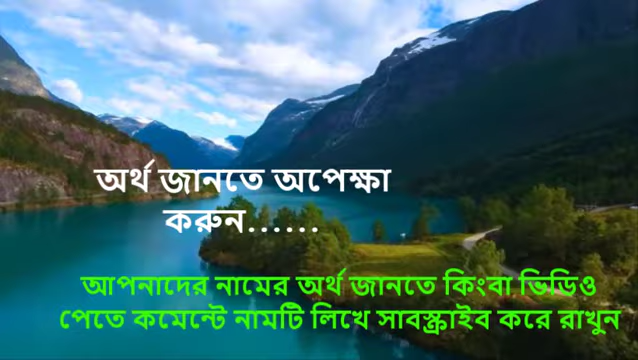 অর্থ জানতে অপেক্ষা
করুন......
আপনাদের নামের অর্থ জানতে কিংবা ভিডিও
পেতে কমেন্টে নামটি লিখে সাবস্ক্রাইব করে রাখুন